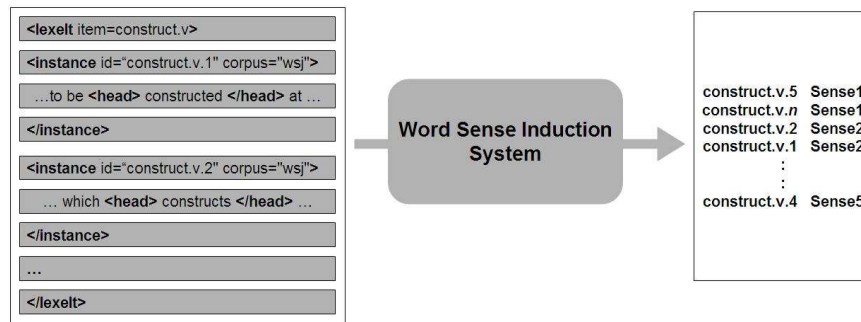 <lexelt item=construct.v>
<instance id=“construct.v.1" corpus="wsj">
…to be <head> constructed </head> at …
</instance>
<instance id=“construct.v.2" corpus="wsj">
… which <head> constructs </head> …
</instance>
…
</lexelt>
Word Sense Induction
System
construct.v.5 Sense1
construct.v.n Sense1
construct.v.2 Sense2
construct.v.1 Sense2
:
:
construct.v.4 Sense5